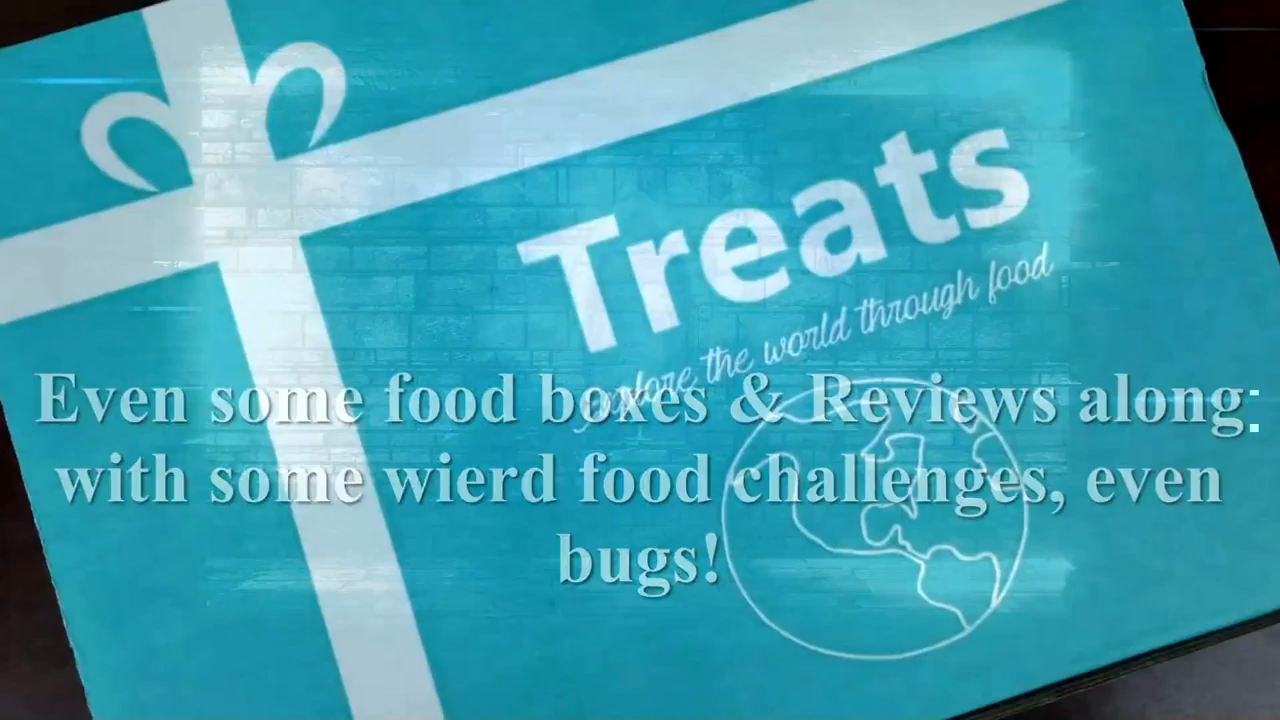 Treats
explore the world through food
Even some food boxes & Reviews along:
with some wierd food challenges, even
bugs!